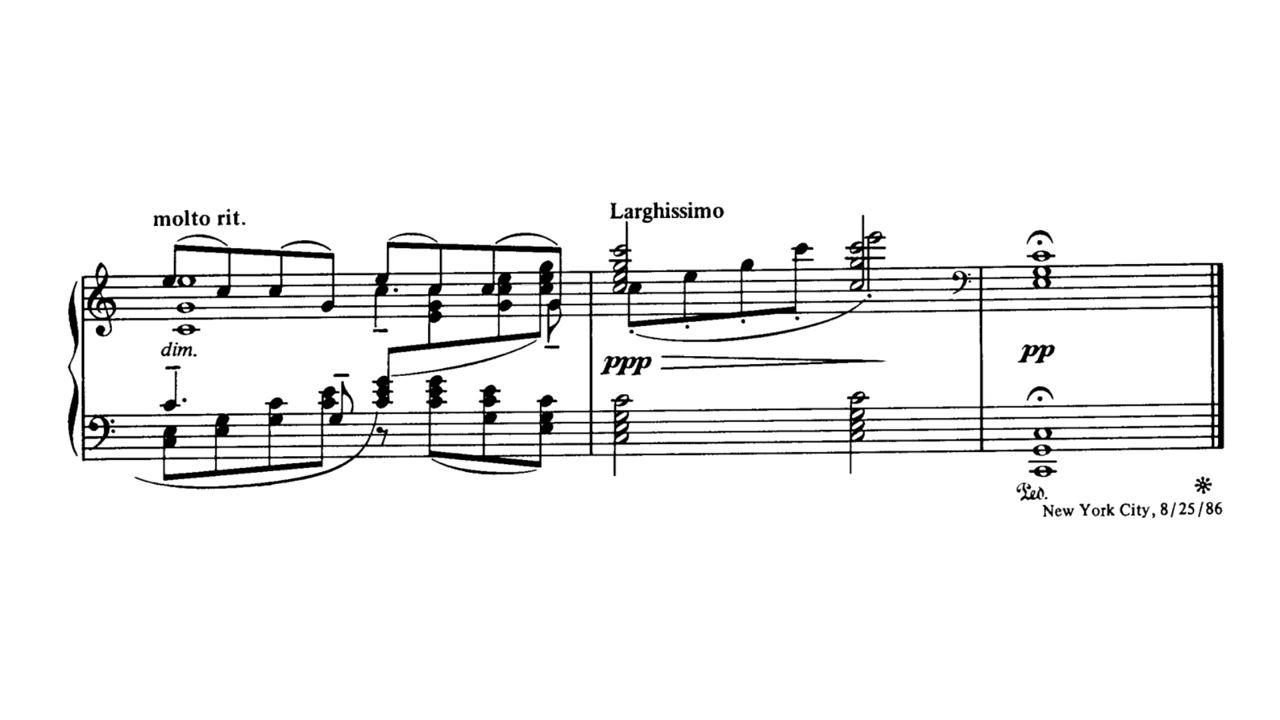 molto rit.
Larghissimo
dim.
ppp
pp
Ped.
New York City, 8/25/86